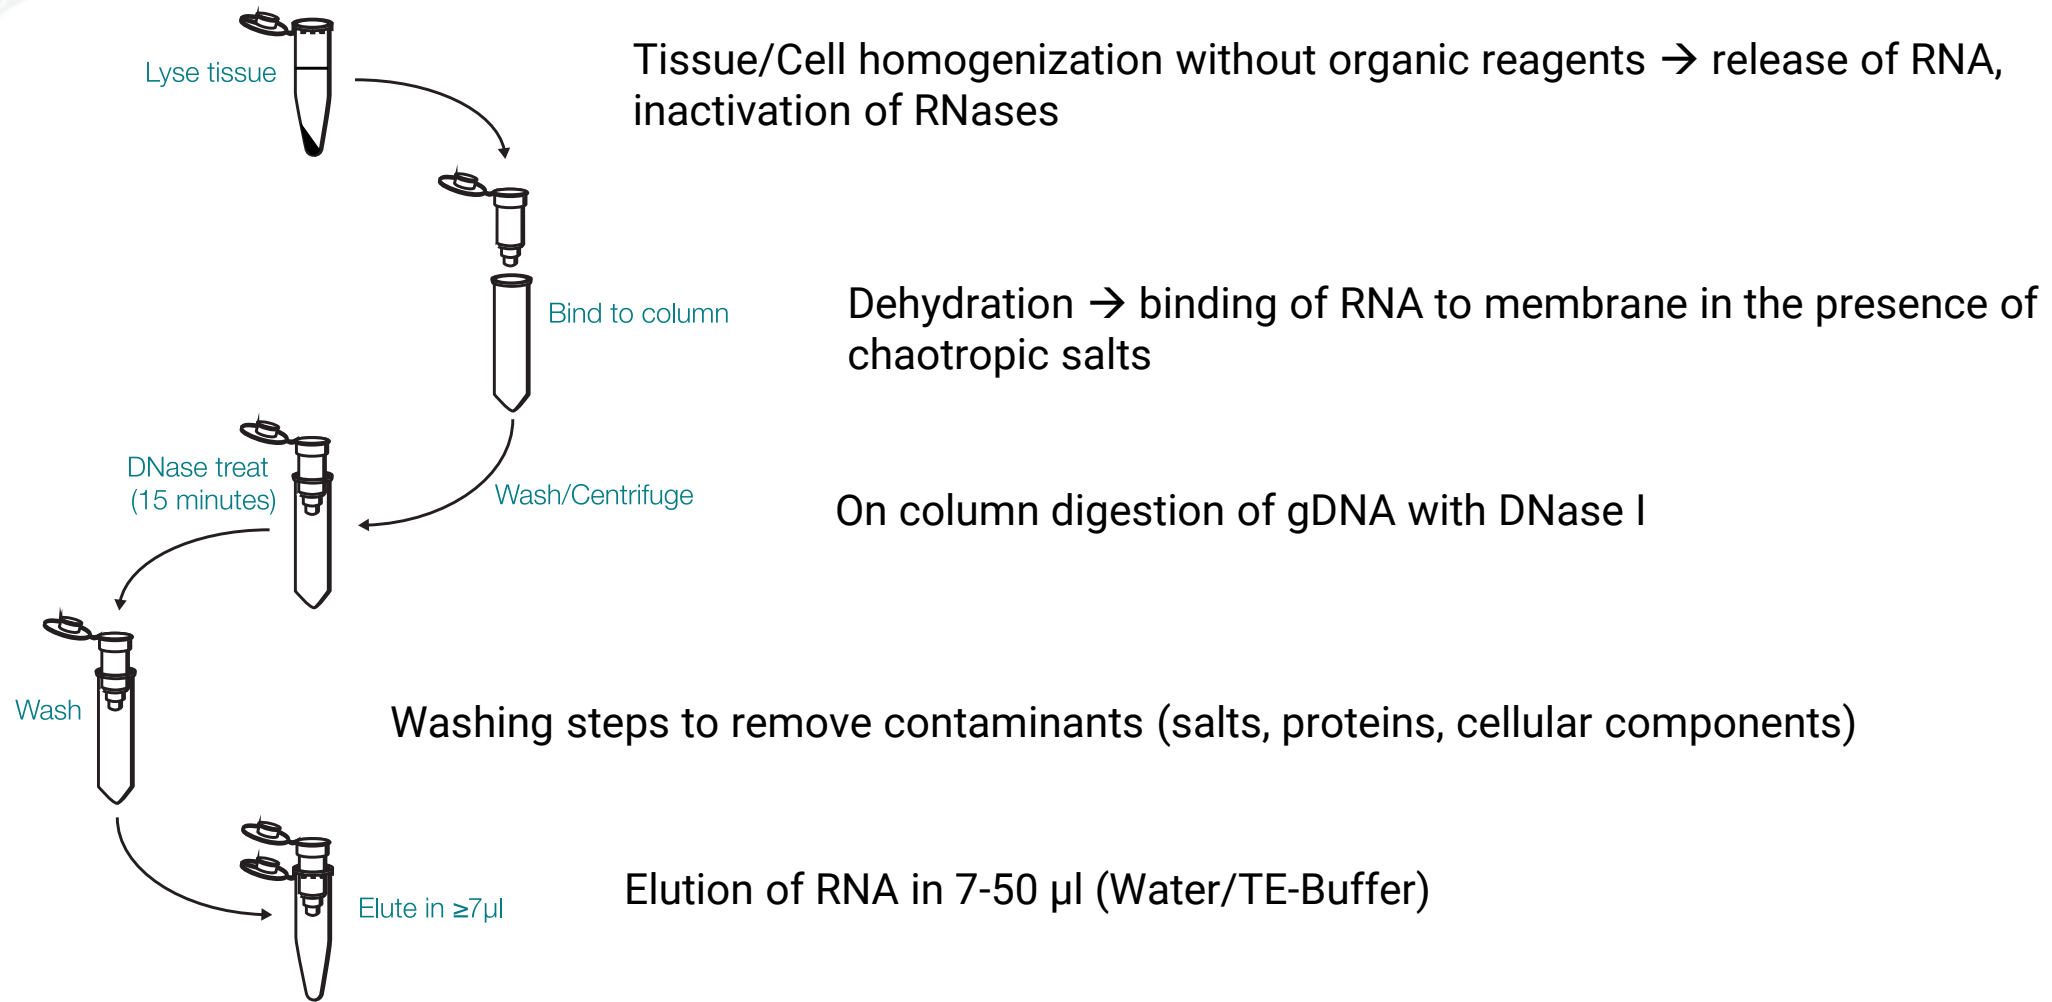 Lyse tissue
Tissue/Cell homogenization without organic reagents → release of RNA,
inactivation of RNases
Bind to column
Dehydration → binding of RNA to membrane in the presence of
chaotropic salts
DNase treat
(15 minutes)
Wash/Centrifuge
On column digestion of gDNA with DNase I
Wash
Washing steps to remove contaminants (salts, proteins, cellular components)
Elute in ≥7µl
Elution of RNA in 7-50 µl (Water/TE-Buffer)